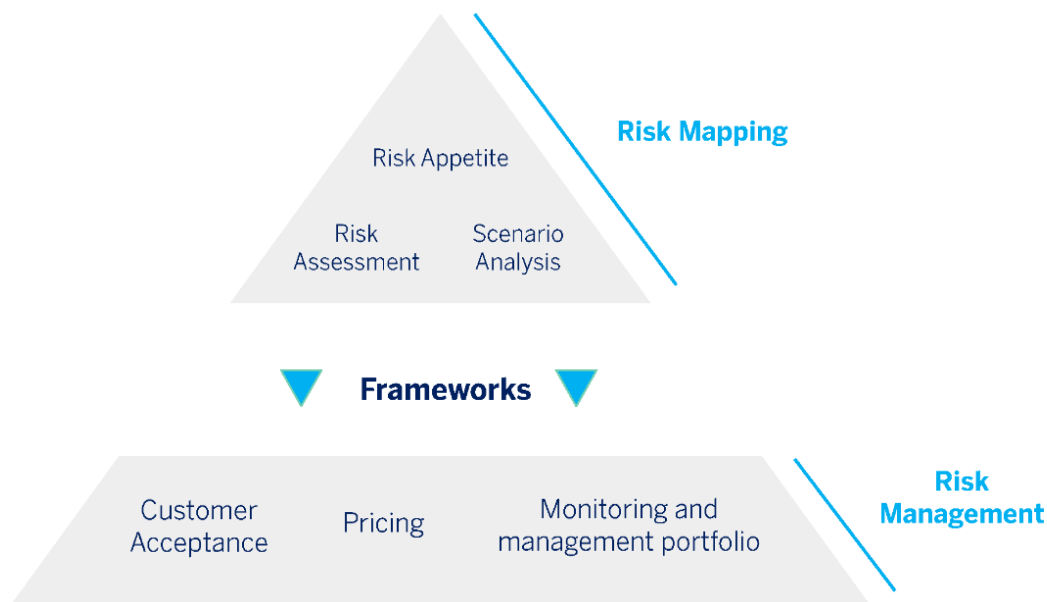 Risk Mapping
Risk Appetite
Risk
Assessment
Scenario
Analysis
Frameworks
Customer
Acceptance
Pricing
Monitoring and
management portfolio
Risk
Management